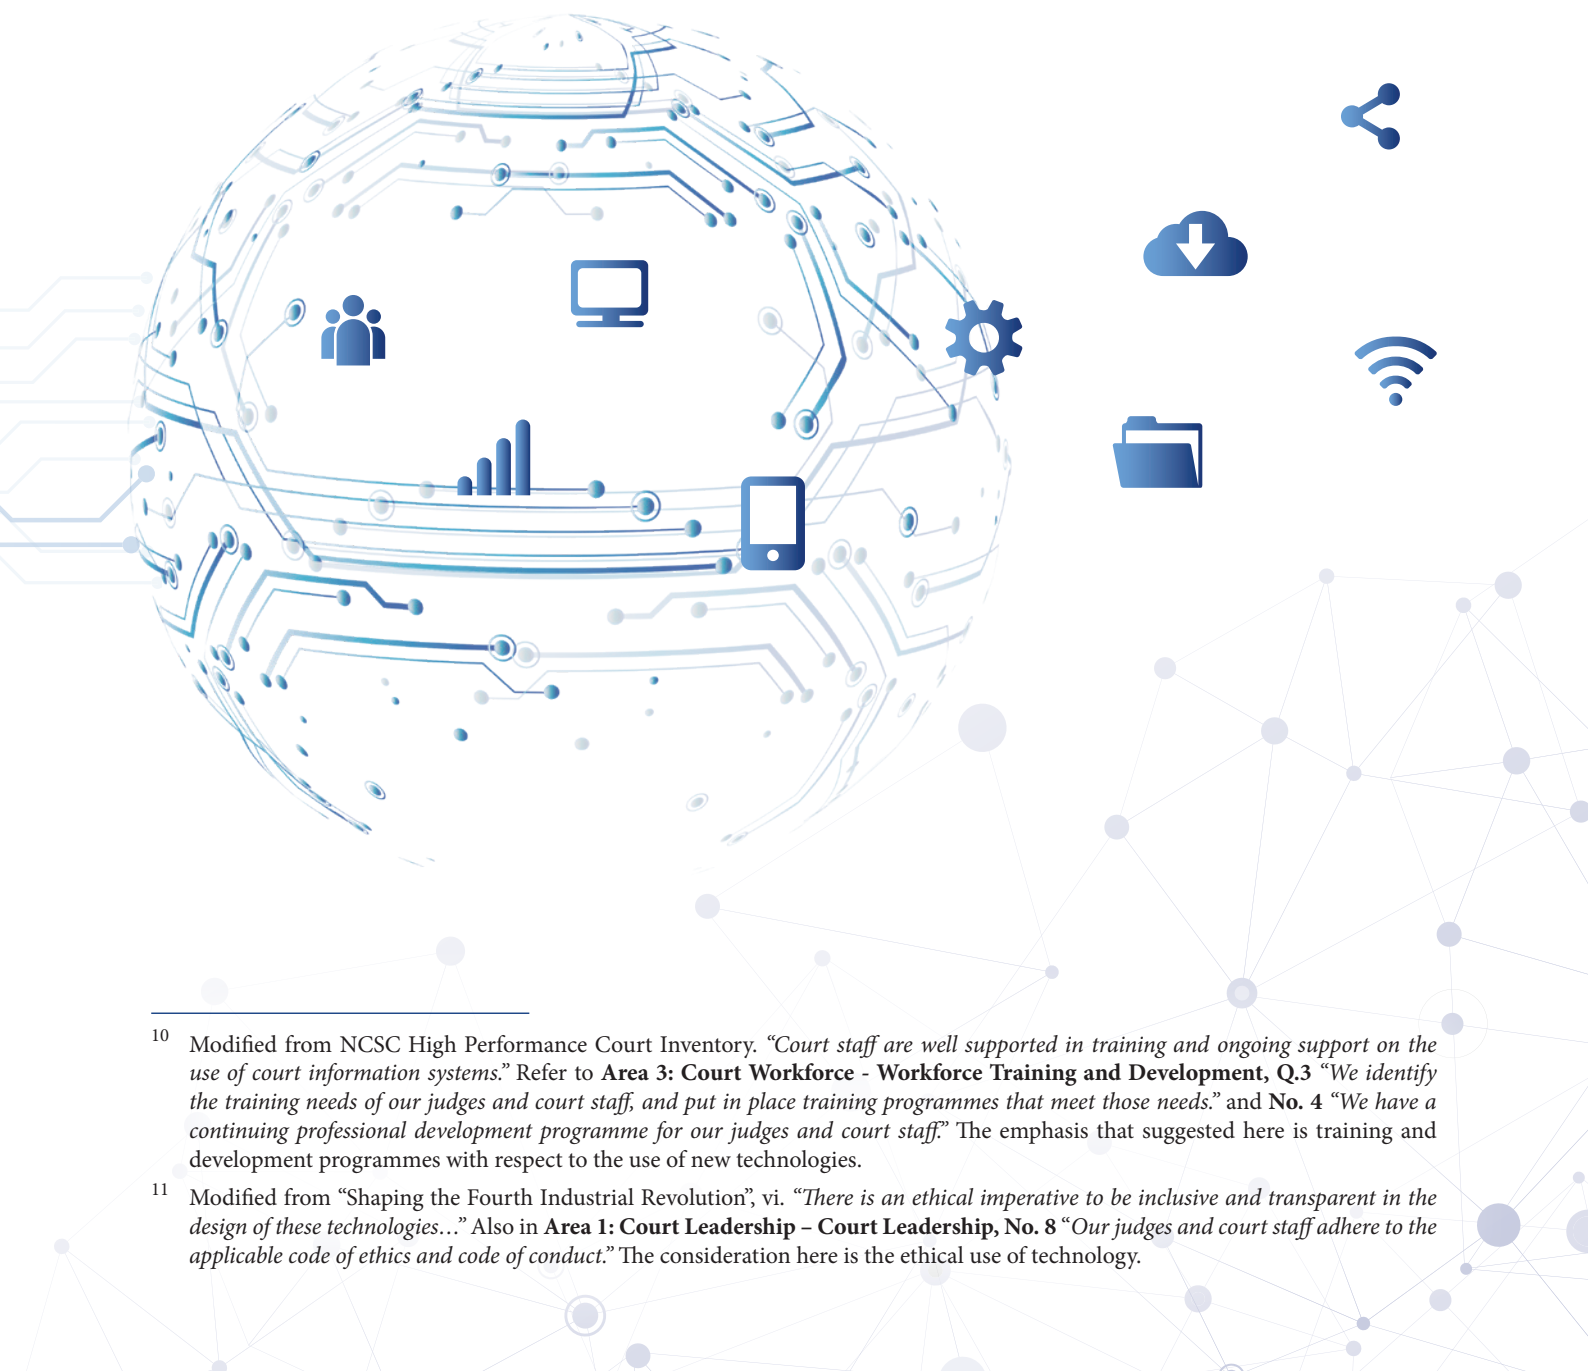 10 Modified from NCSC High Performance Court Inventory. “Court staff are well supported in training and ongoing support on the
use of court information systems.” Refer to Area 3: Court Workforce - Workforce Training and Development, Q.3 “We identify
the training needs of our judges and court staff, and put in place training programmes that meet those needs.” and No. 4 “We have a
continuing professional development programme for our judges and court staff.” The emphasis that suggested here is training and
development programmes with respect to the use of new technologies.
11 Modified from “Shaping the Fourth Industrial Revolution”, vi. “There is an ethical imperative to be inclusive and transparent in the
design of these technologies…” Also in Area 1: Court Leadership – Court Leadership, No. 8 “Our judges and court staff adhere to the
applicable code of ethics and code of conduct.” The consideration here is the ethical use of technology.